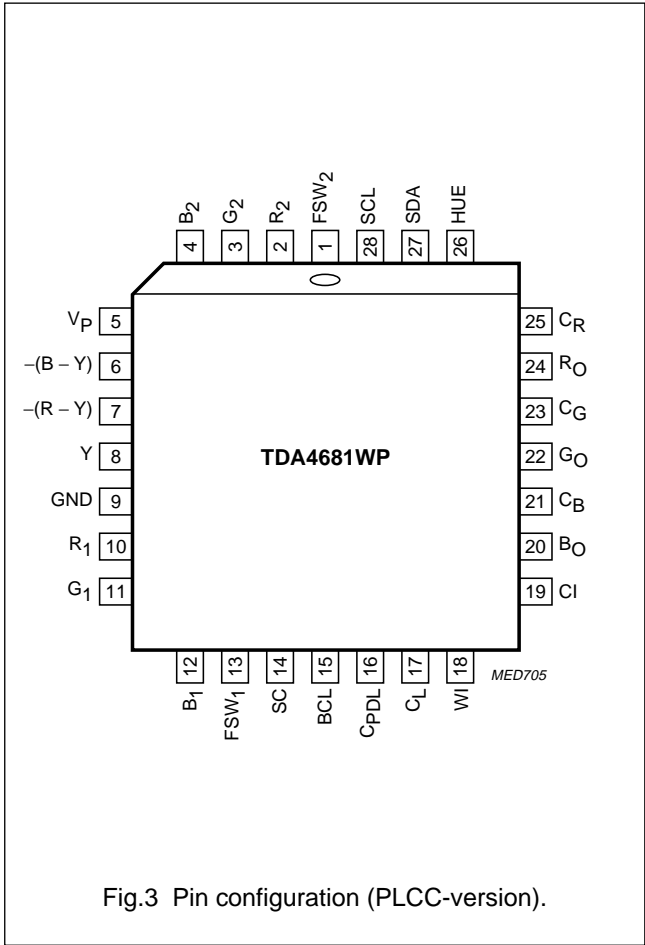 B2 G2 R2 FSW2 SCL SDA HUE
4 3 2 1 28 27 26
VP 5 25 CR
–(B – Y) 6 24 RO
–(R – Y) 7 23 CG
Y 8 TDA4681WP 22 GO
GND 9 21 CB
R1 10 20 BO
G1 11 19 CI
12 13 14 15 16 17 18
B1 FSW1 SC BCL CPDL CL WI
MED705
Fig.3 Pin configuration (PLCC-version).